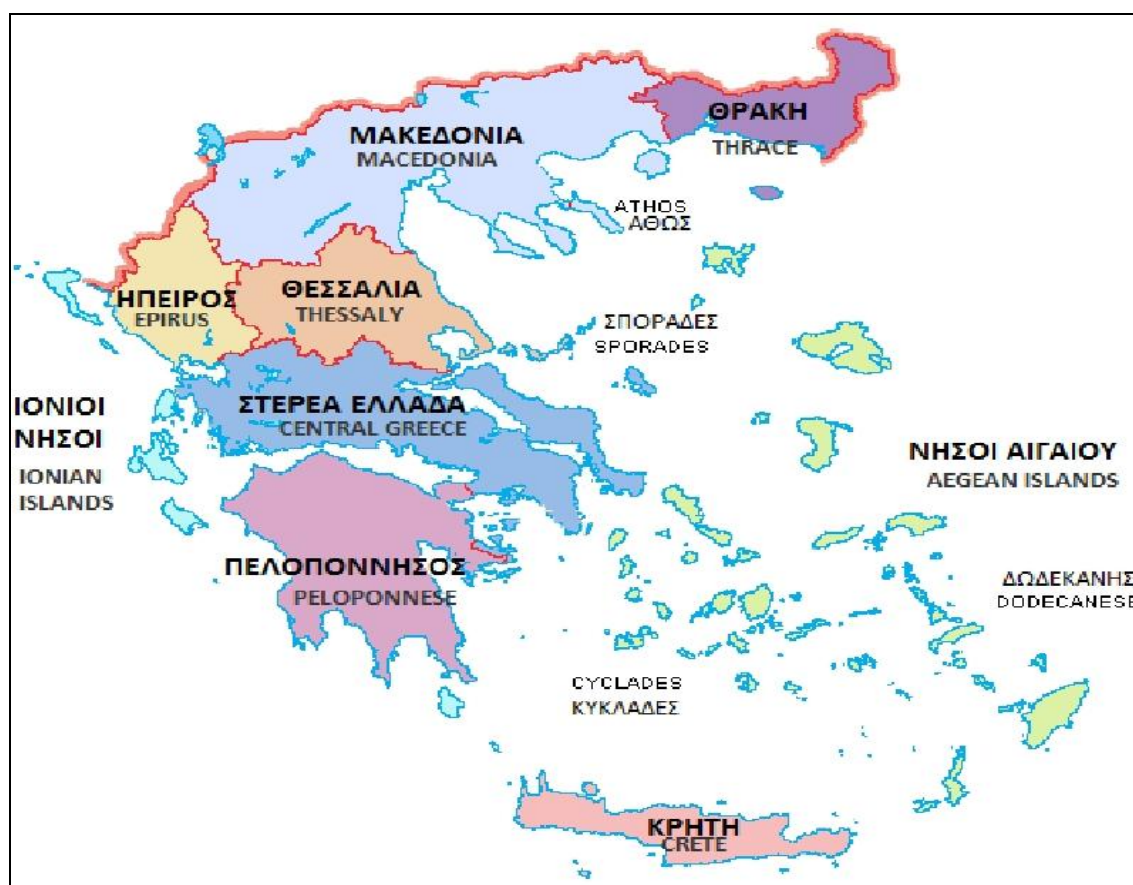 ΘΡΑΚΗ
THRACE
ΜΑΚΕΔΟΝΙΑ
MACEDONIA
ATHOS
ΑΘΩΣ
ΗΠΕΙΡΟΣ
EPIRUS
ΘΕΣΣΑΛΙΑ
THESSALY
ΣΠΟΡΑΔΕΣ
SPORADES
ΙΟΝΙΟΙ
ΝΗΣΟΙ
IONIAN
ISLANDS
ΣΤΕΡΕΑ ΕΛΛΑΔΑ
CENTRAL GREECE
ΝΗΣΟΙ ΑΙΓΑΙΟΥ
AEGEAN ISLANDS
ΠΕΛΟΠΟΝΝΗΣΟΣ
PELOPONNESE
ΔΩΔΕΚΑΝΗΣ
DODECANESE
CYCLADES
ΚΥΚΛΑΔΕΣ
ΚΡΗΤΗ
CRETE